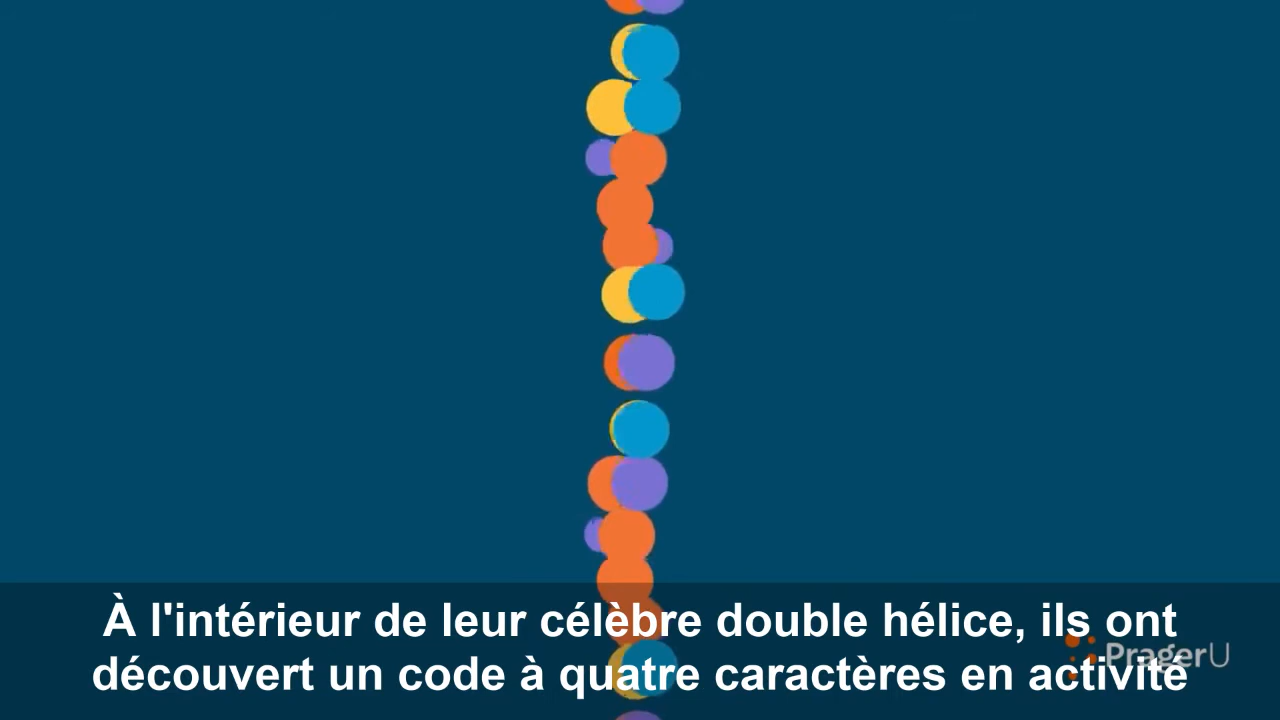 À l'intérieur de leur célèbre double hélice, ils ont
découvert un code à quatre caractères en activité
PragerU